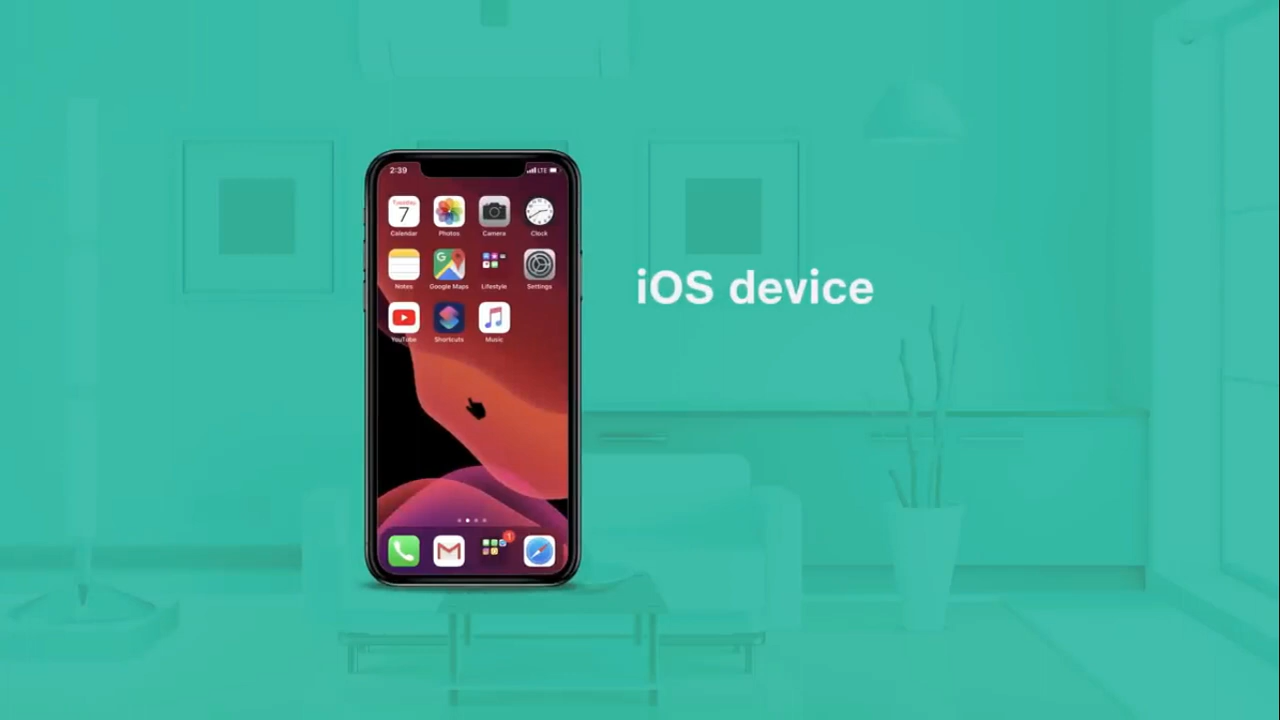 2:39
LTE
Tuesday
7
Calendar
Photos
Camera
Clock
G
Notes
Google Maps
Lifestyle
Settings
YouTube
Shortcuts
Music
iOS device
1